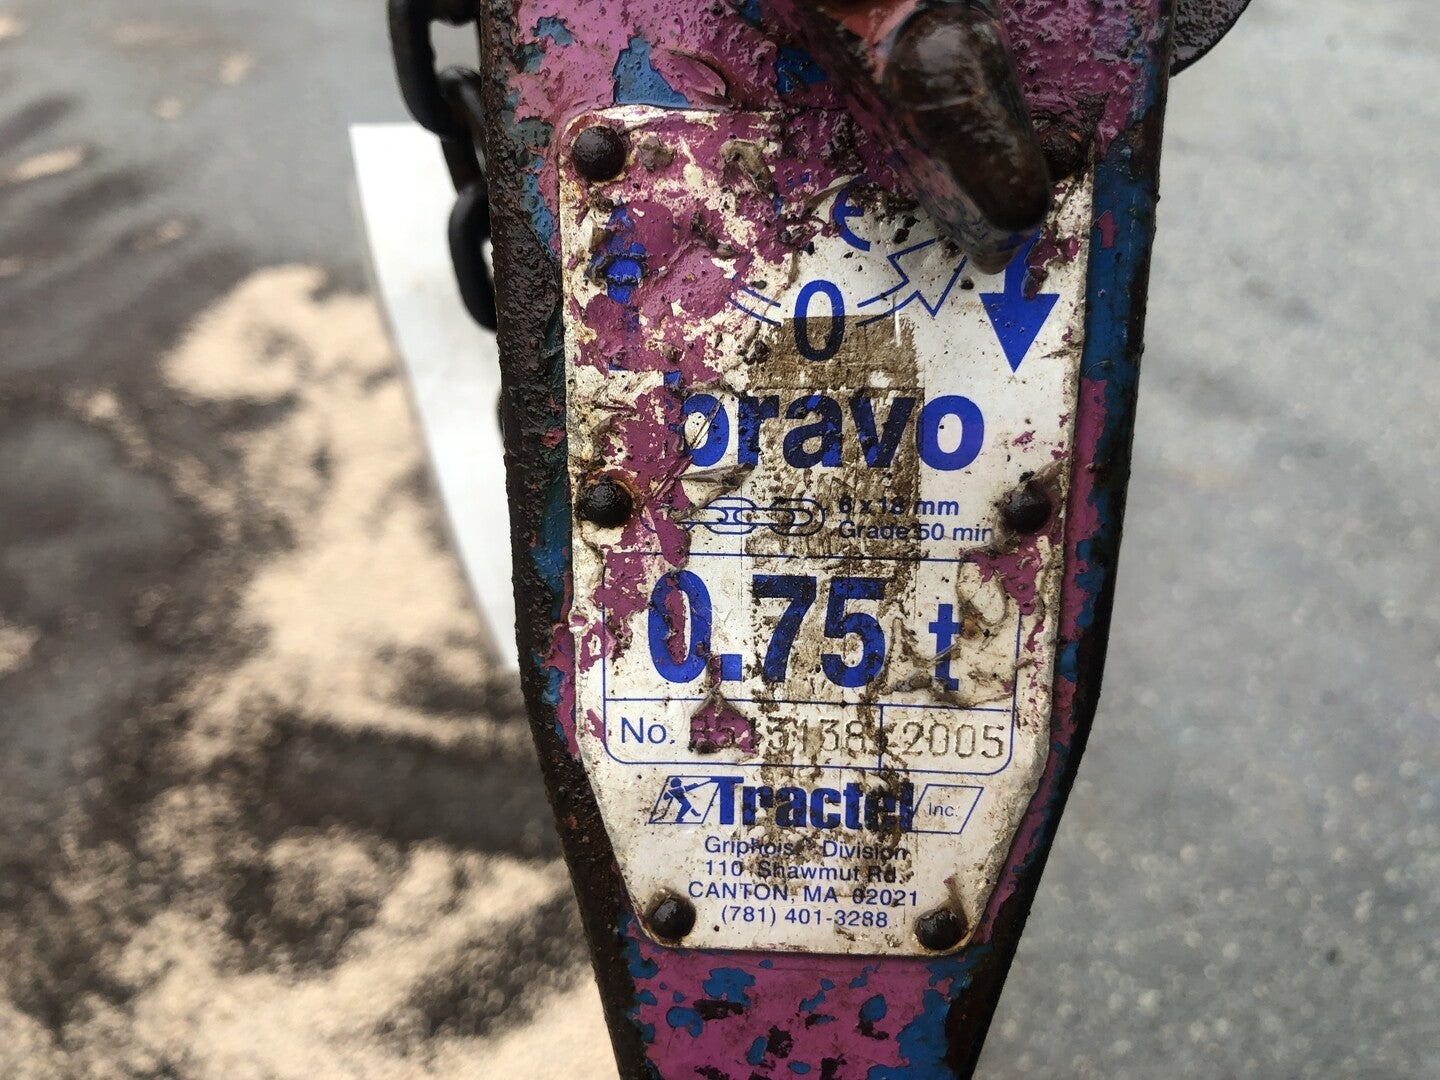 CE
0
bravo
6 x 18 mm
Grade 50 min
0.75 t
No. 2005
Tractel Inc.
Griphoist Division
110 Shawmut Rd.
CANTON, MA 02021
(781) 401-3288